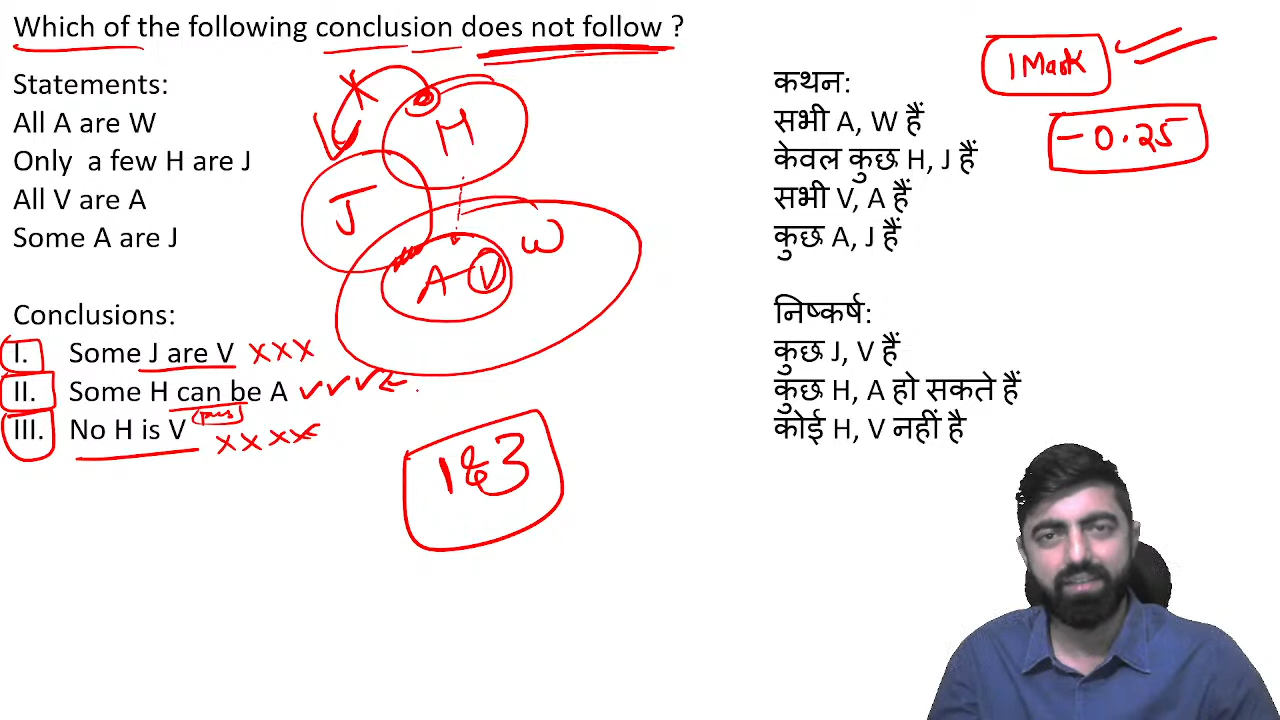 Which of the following conclusion does not follow ?
Statements:
All A are W
Only a few H are J
All V are A
Some A are J
Conclusions:
I. Some J are V
II. Some H can be A
III. No H is V
H
J
W
A
V
1&3
कथन:
सभी A, W हैं
केवल कुछ H, J हैं
सभी V, A हैं
कुछ A, J हैं
निष्कर्ष:
कुछ J, V हैं
कुछ H, A हो सकते हैं
कोई H, V नहीं है
1 Mark
-0.25